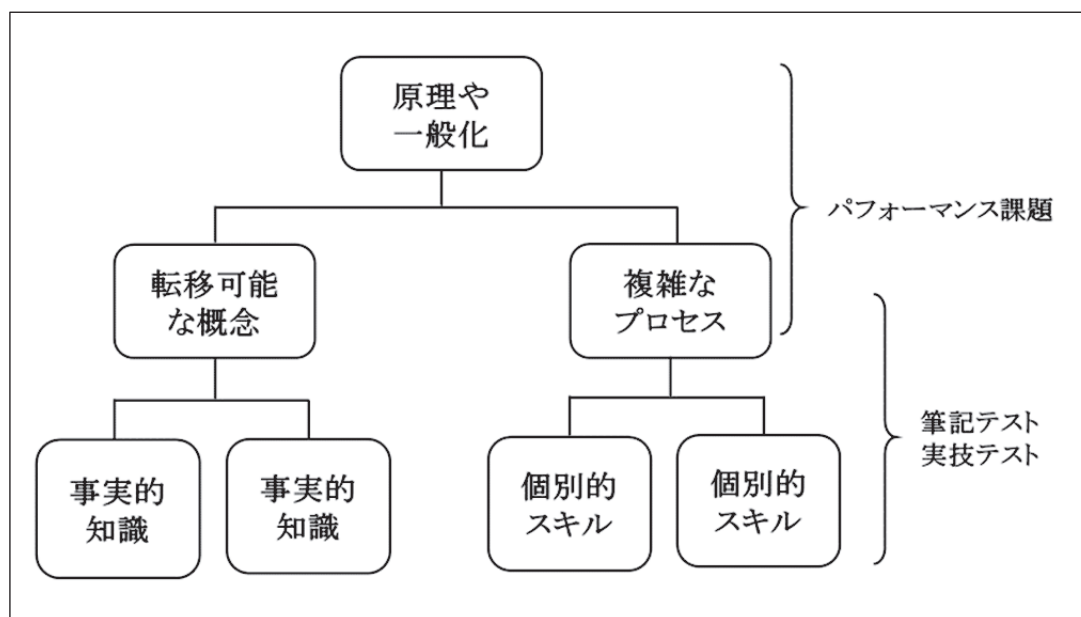 原理や
一般化
パフォーマンス課題
転移可能
な概念
複雑な
プロセス
筆記テスト
実技テスト
事実的
知識
事実的
知識
個別的
スキル
個別的
スキル